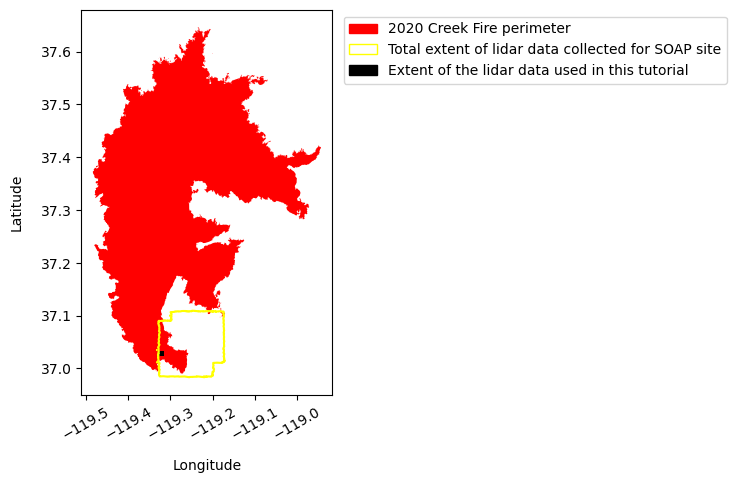 2020 Creek Fire perimeter
Total extent of lidar data collected for SOAP site
Extent of the lidar data used in this tutorial
37.6
37.5
37.4
37.3
37.2
37.1
37.0
Latitude
−119.5
−119.4
−119.3
−119.2
−119.1
−119.0
Longitude